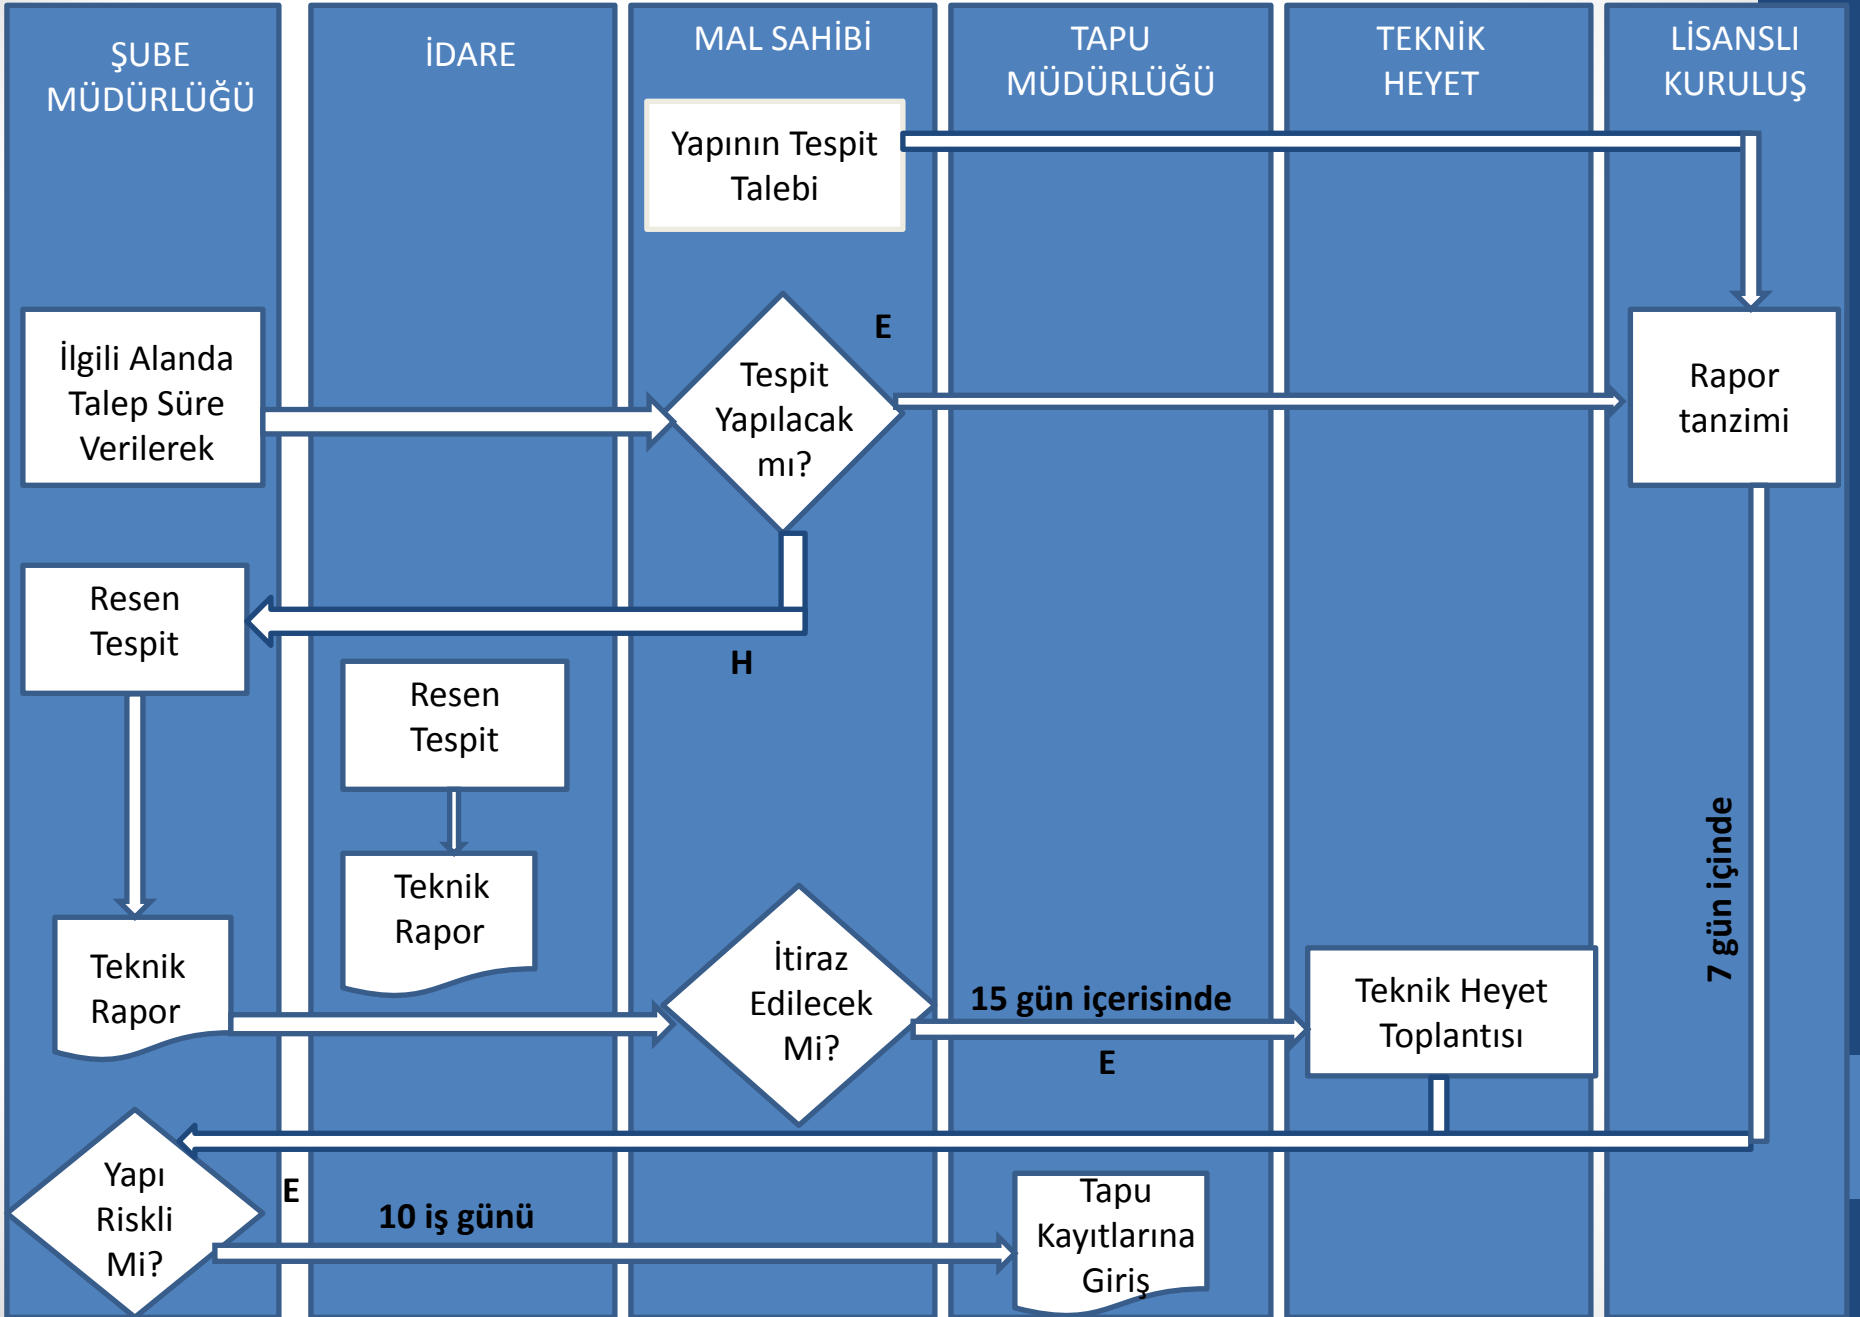 ŞUBE
MÜDÜRLÜĞÜ
İDARE
MAL SAHİBİ
TAPU
MÜDÜRLÜĞÜ
TEKNİK
HEYET
LİSANSLI
KURULUŞ
Yapının Tespit
Talebi
İlgili Alanda
Talep Süre
Verilerek
Tespit
Yapılacak
mı?
E
Rapor
tanzimi
Resen
Tespit
H
Resen
Tespit
Teknik
Rapor
7 gün içinde
Teknik
Rapor
İtiraz
Edilecek
Mi?
15 gün içerisinde
E
Teknik Heyet
Toplantısı
Yapı
Riskli
Mi?
E
10 iş günü
Tapu
Kayıtlarına
Giriş